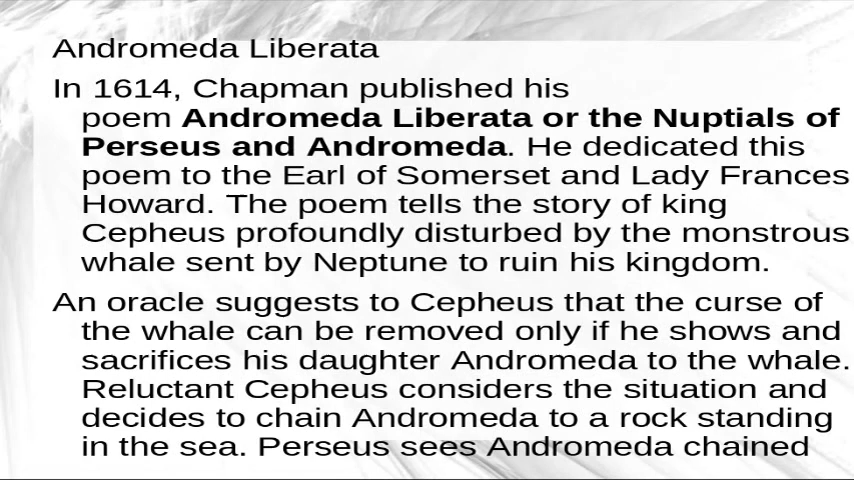 Andromeda Liberata
In 1614, Chapman published his
poem Andromeda Liberata or the Nuptials of
Perseus and Andromeda. He dedicated this
poem to the Earl of Somerset and Lady Frances
Howard. The poem tells the story of king
Cepheus profoundly disturbed by the monstrous
whale sent by Neptune to ruin his kingdom.
An oracle suggests to Cepheus that the curse of
the whale can be removed only if he shows and
sacrifices his daughter Andromeda to the whale.
Reluctant Cepheus considers the situation and
decides to chain Andromeda to a rock standing
in the sea. Perseus sees Andromeda chained